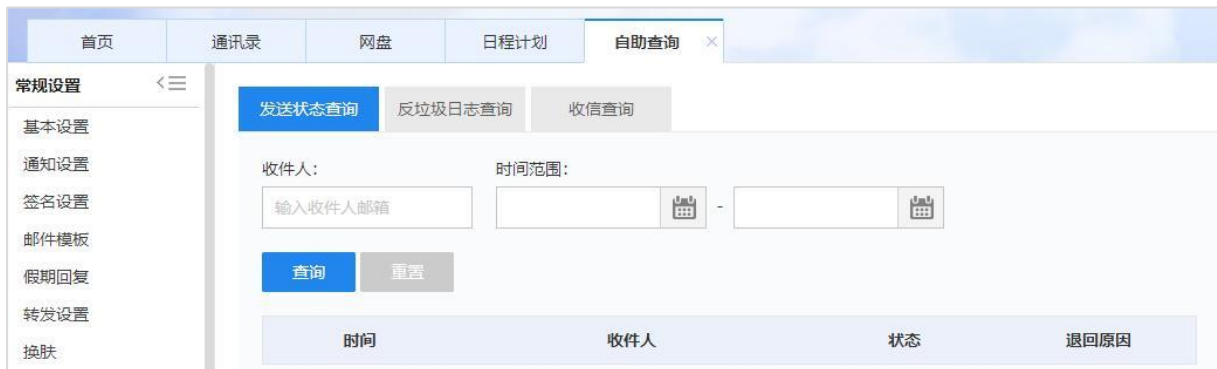 首页 通讯录 网盘 日程计划 自助查询 ×
常规设置
基本设置
通知设置
签名设置
邮件模板
假期回复
转发设置
换肤
发送状态查询 反垃圾日志查询 收信查询
收件人: 时间范围:
输入收件人邮箱 -
查询 重置
时间 收件人 状态 退回原因